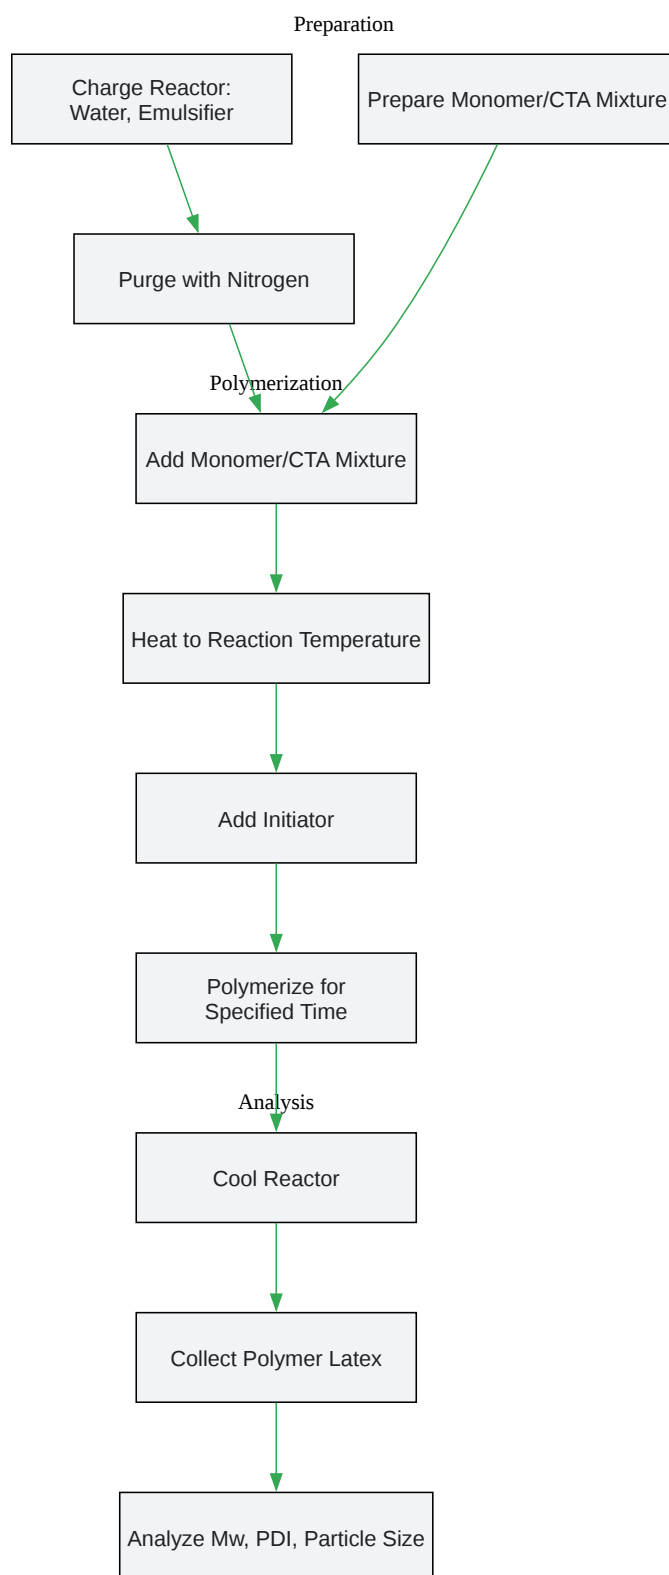 Preparation
Charge Reactor:
Water, Emulsifier
Prepare Monomer/CTA Mixture
Purge with Nitrogen
Polymerization
Add Monomer/CTA Mixture
Heat to Reaction Temperature
Add Initiator
Polymerize for
Specified Time
Analysis
Cool Reactor
Collect Polymer Latex
Analyze Mw, PDI, Particle Size